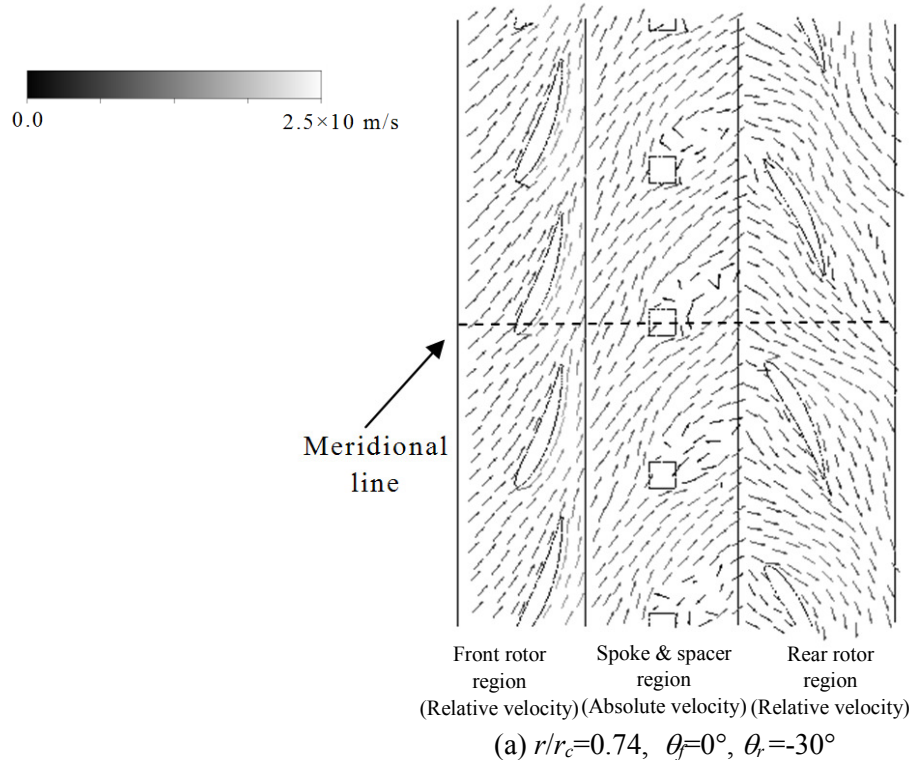 0.0 2.5×10 m/s
Meridional
line
Front rotor
region
(Relative velocity)
Spoke & spacer
region
(Absolute velocity)
Rear rotor
region
(Relative velocity)
(a) r/rc=0.74, θf=0°, θr=-30°